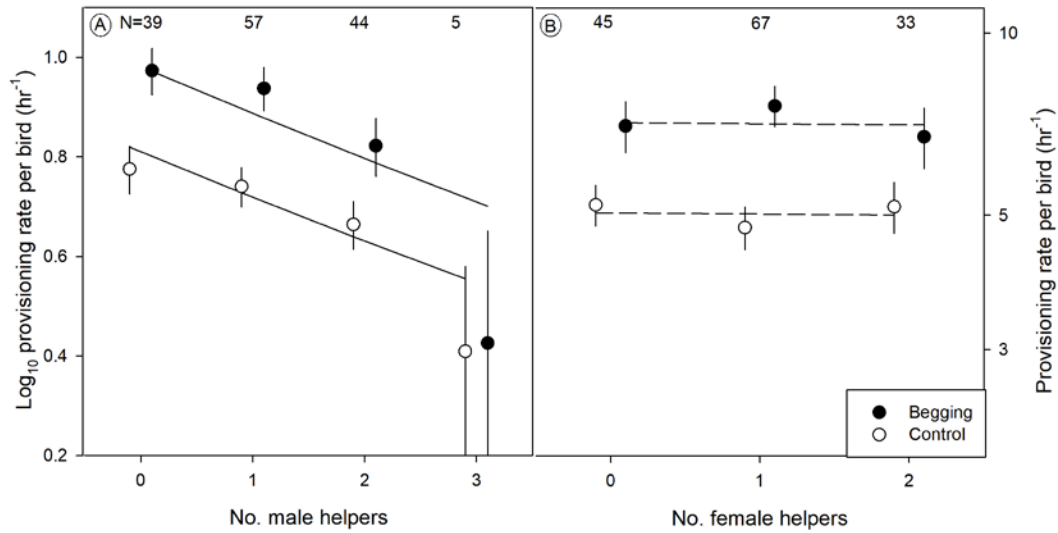 A N=39 57 44 5
1.0
0.8
0.6
0.4
0.2
Log10 provisioning rate per bird (hr-1)
0 1 2 3
No. male helpers
B 45 67 33
10
5
3
Provisioning rate per bird (hr-1)
Begging
Control
0 1 2
No. female helpers